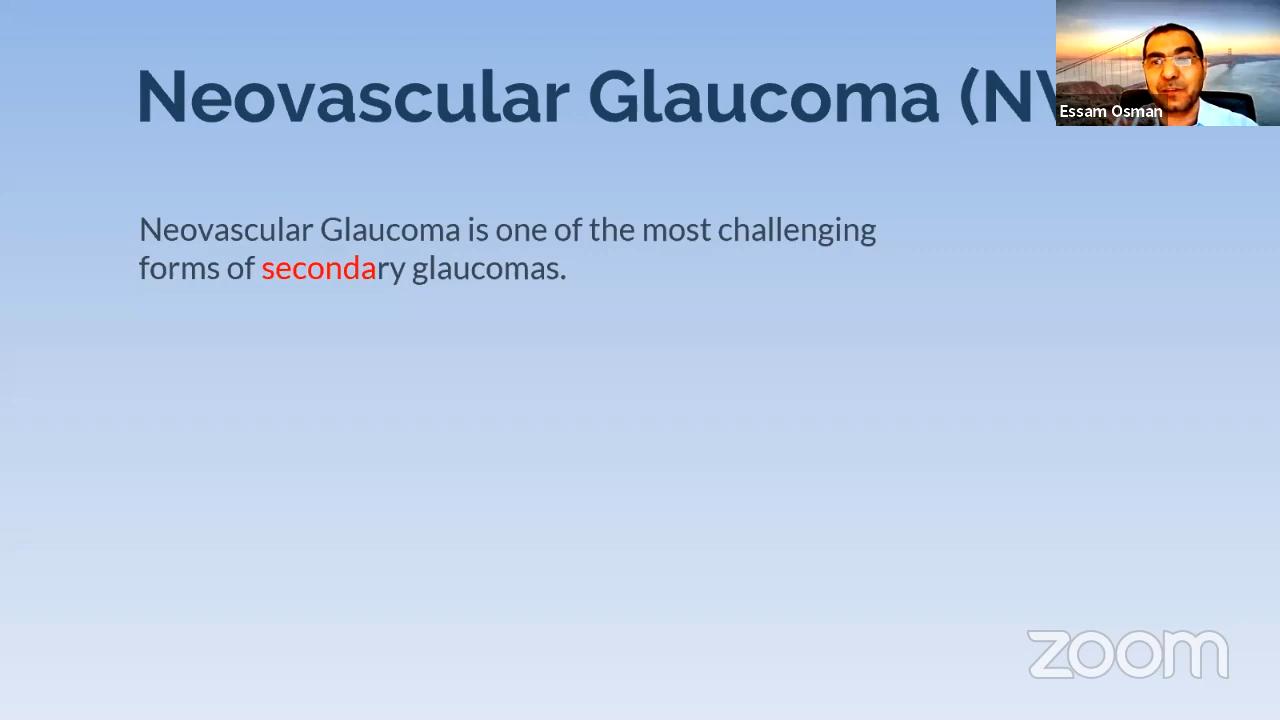 Neovascular Glaucoma (NV
Essam Osman
Neovascular Glaucoma is one of the most challenging
forms of secondary glaucomas.
zoom